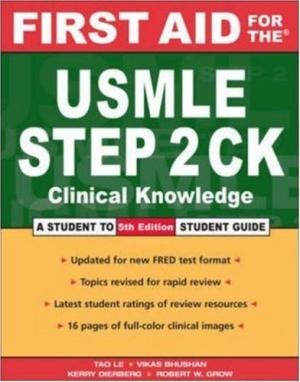 FIRST AID FOR THE®
USMLE
STEP 2 CK
Clinical Knowledge
A STUDENT TO 5th Edition STUDENT GUIDE
► Updated for new FRED test format ◄
► Topics revised for rapid review ◄
► Latest student ratings of review resources ◄
► 16 pages of full-color clinical images ◄
TAO LE • VIKAS BHUSHAN
KERRY DIERBERG • ROBERT W. GROW